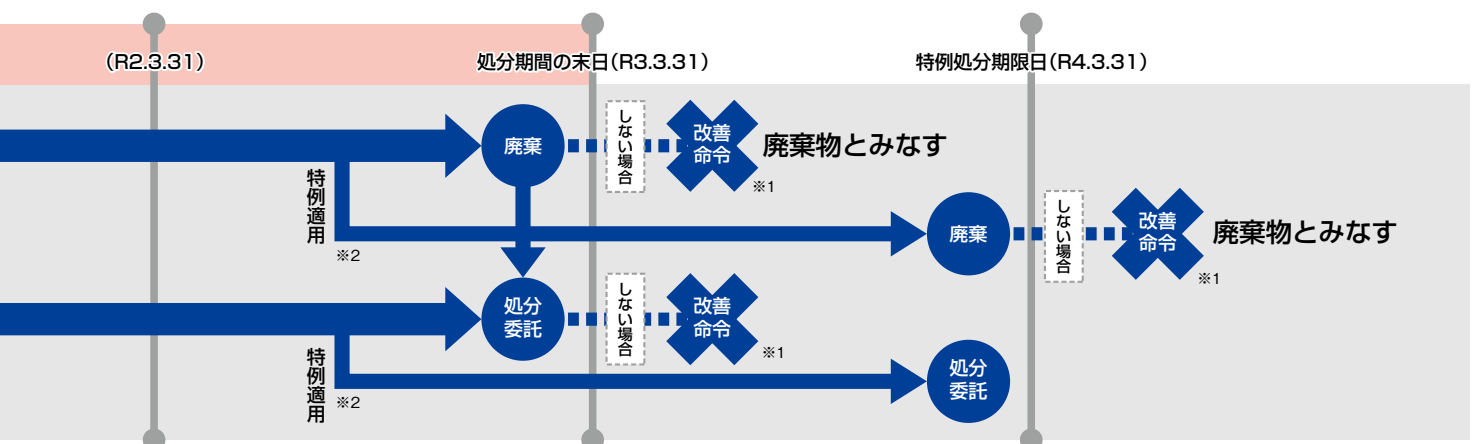 (R2.3.31)
処分期間の末日(R3.3.31)
特例処分期限日(R4.3.31)
廃棄
しない場合
改善
命令
廃棄物とみなす
※1
特例適用
※2
廃棄
しない場合
改善
命令
廃棄物とみなす
※1
処分
委託
しない場合
改善
命令
※1
特例適用
※2
処分
委託